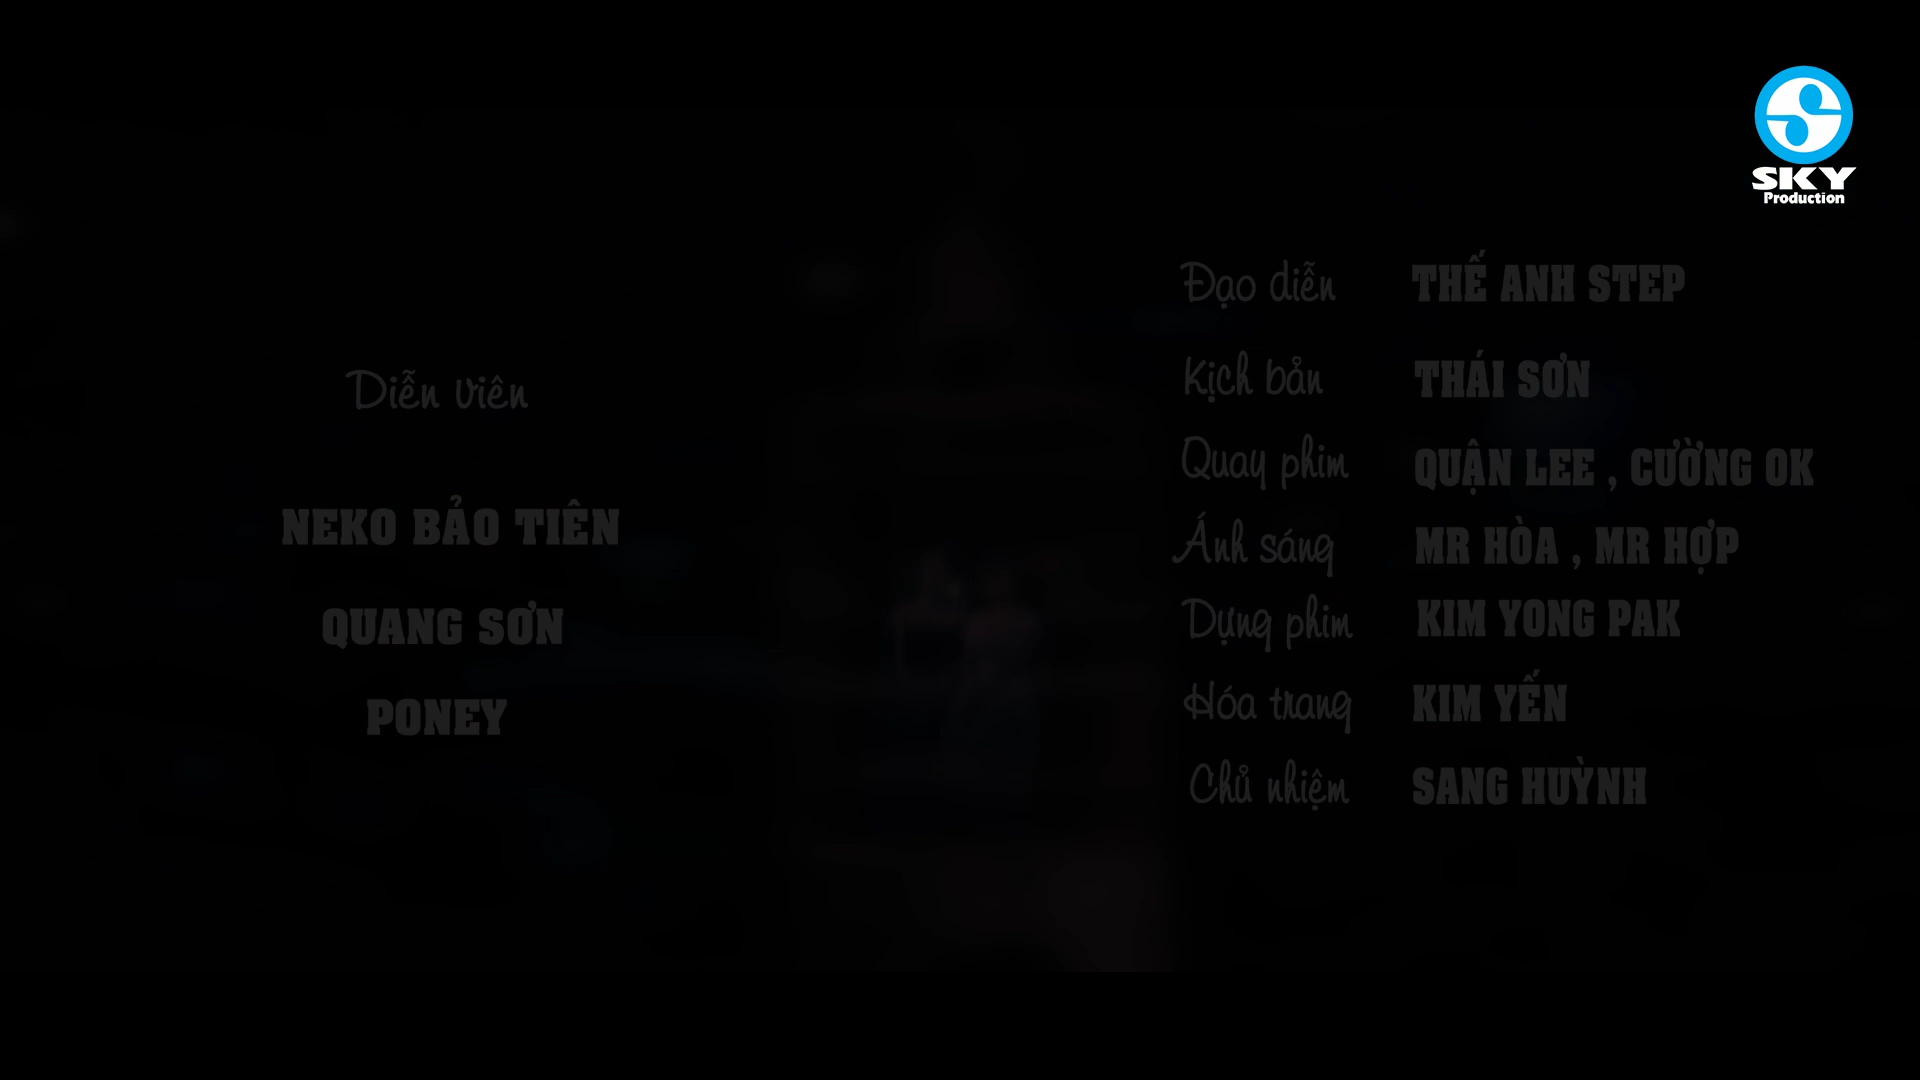 SKY
Production
Diễn viên
NEKO BẢO TIÊN
QUANG SƠN
PONEY
Đạo diễn THẾ ANH STEP
Kịch bản THÁI SƠN
Quay phim QUẬN LEE , CƯỜNG OK
Ánh sáng MR HÒA , MR HỢP
Dựng phim KIM YONG PAK
Hóa trang KIM YẾN
Chủ nhiệm SANG HUỲNH